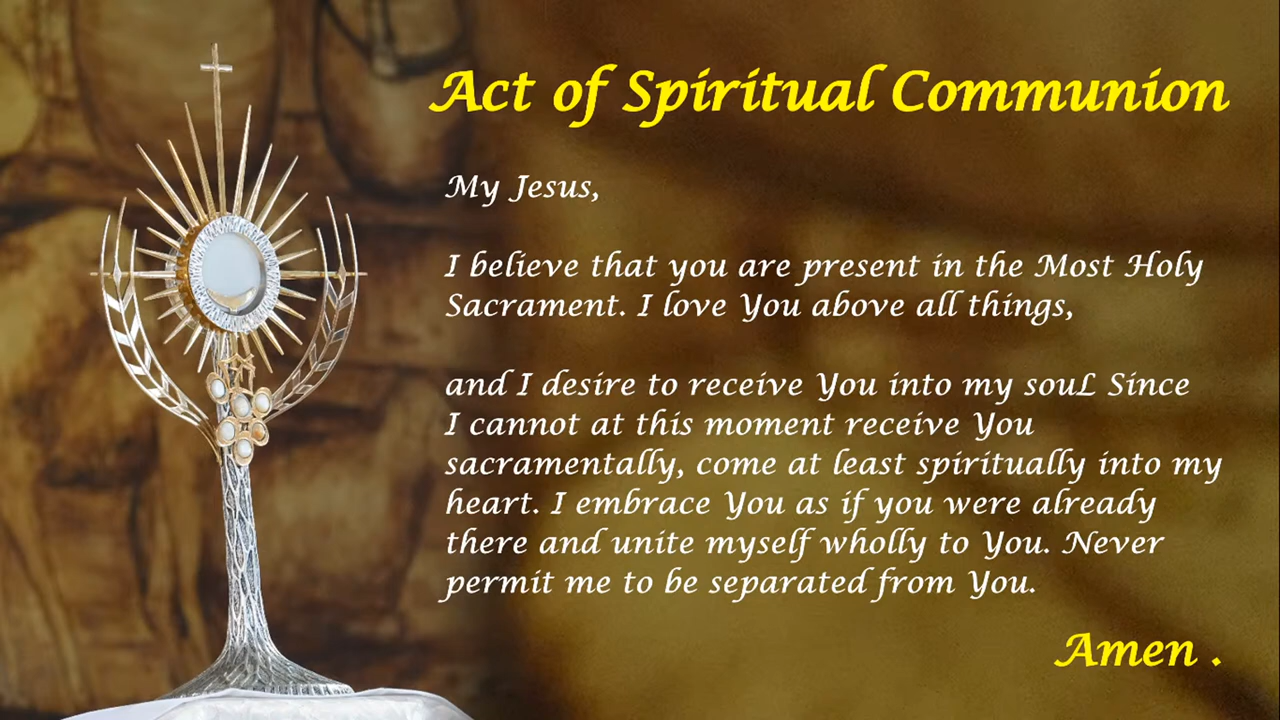 Act of Spiritual Communion
My Jesus,
I believe that you are present in the Most Holy
Sacrament. I love You above all things,
and I desire to receive You into my souL Since
I cannot at this moment receive You
sacramentally, come at least spiritually into my
heart. I embrace You as if you were already
there and unite myself wholly to You. Never
permit me to be separated from You.
Amen .